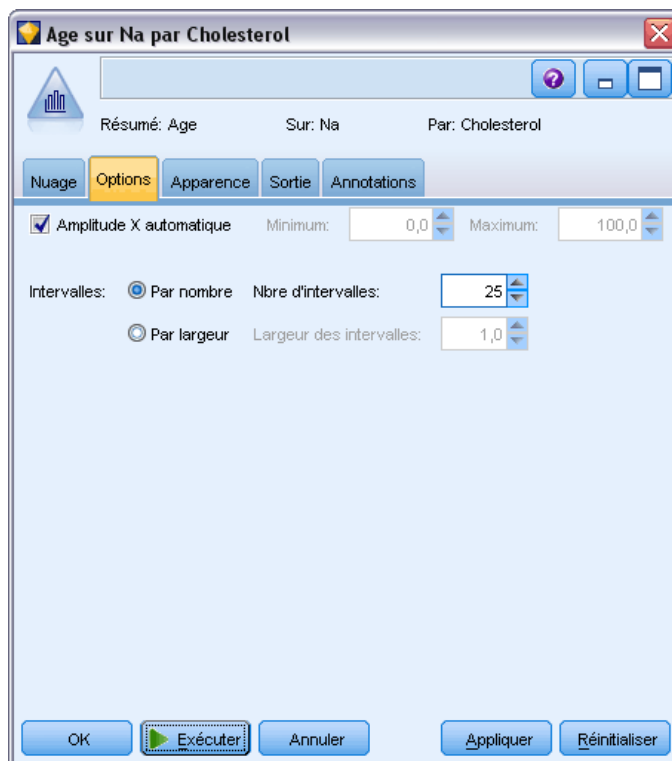 Age sur Na par Cholesterol
Résumé: Age Sur: Na Par: Cholesterol
Nuage Options Apparence Sortie Annotations
Amplitude X automatique Minimum: 0,0 Maximum: 100,0
Intervalles: Par nombre Nbre d'intervalles: 25
Par largeur Largeur des intervalles: 1,0
OK Exécuter Annuler Appliquer Réinitialiser